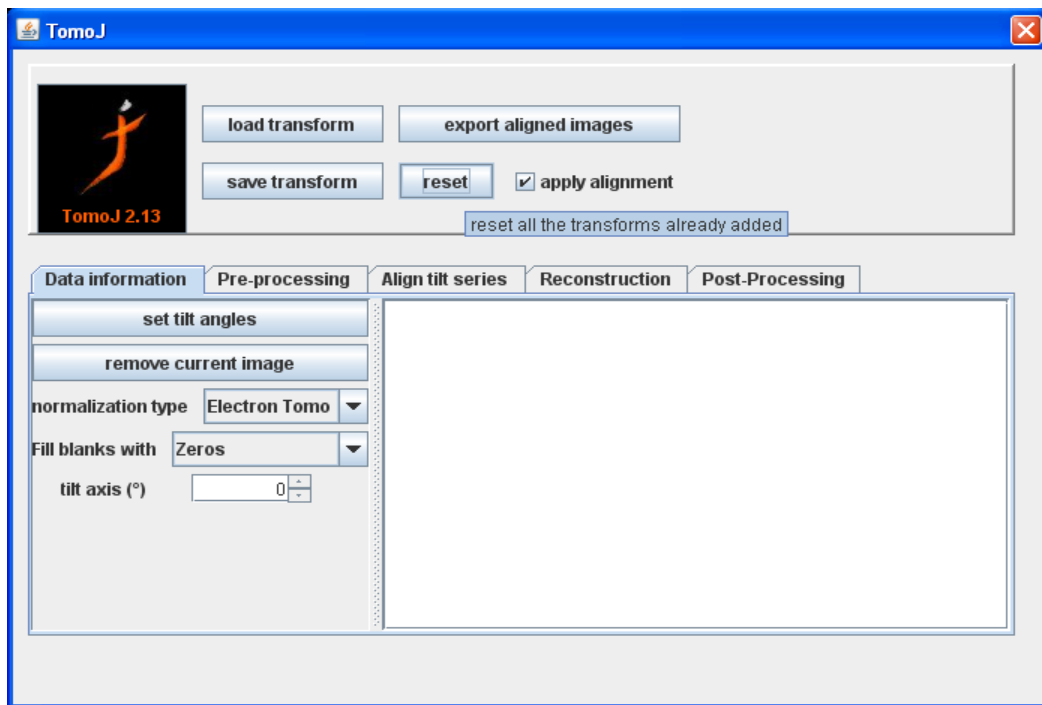 TomoJ
load transform
export aligned images
save transform
reset
apply alignment
TomoJ 2.13
reset all the transforms already added
Data information
Pre-processing
Align tilt series
Reconstruction
Post-Processing
set tilt angles
remove current image
normalization type
Electron Tomo
Fill blanks with
Zeros
tilt axis (°)
0